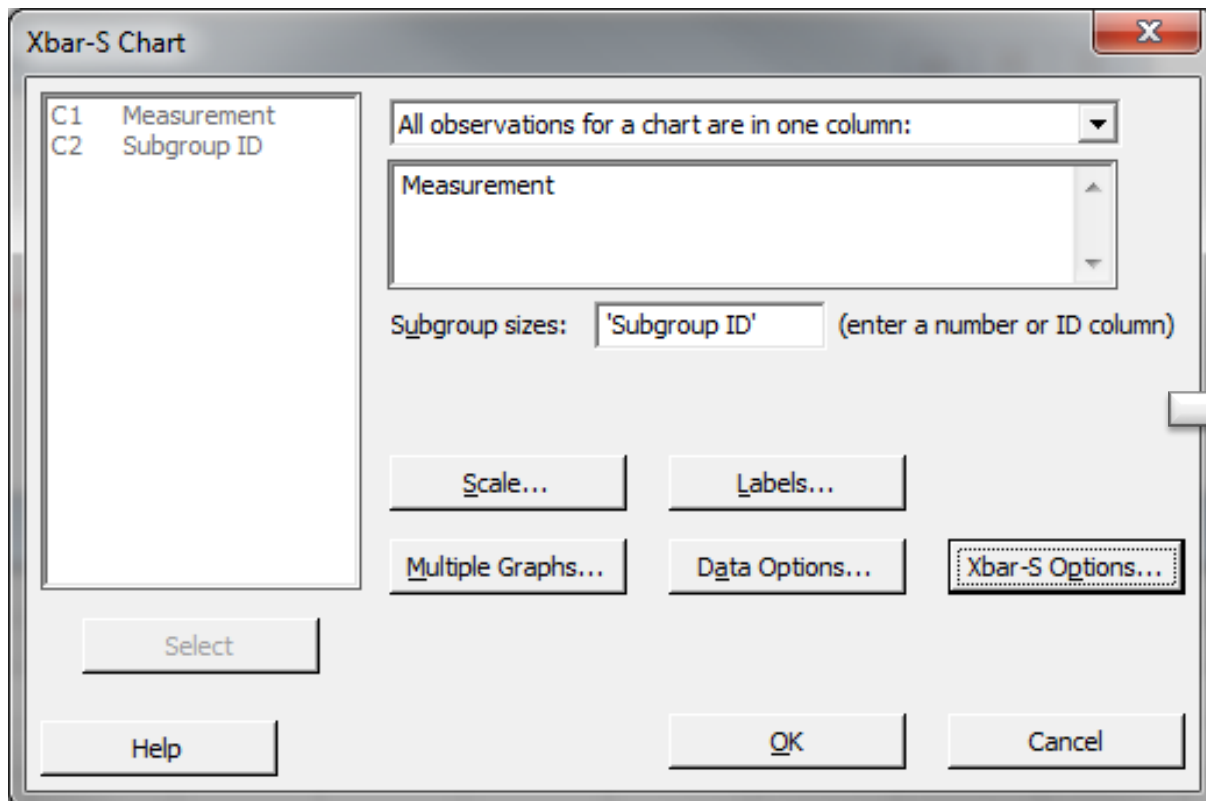 Xbar-S Chart
X
C1 Measurement
C2 Subgroup ID
All observations for a chart are in one column:
Measurement
Subgroup sizes: 'Subgroup ID' (enter a number or ID column)
Scale... Labels...
Multiple Graphs... Data Options... Xbar-S Options...
Select
Help OK Cancel